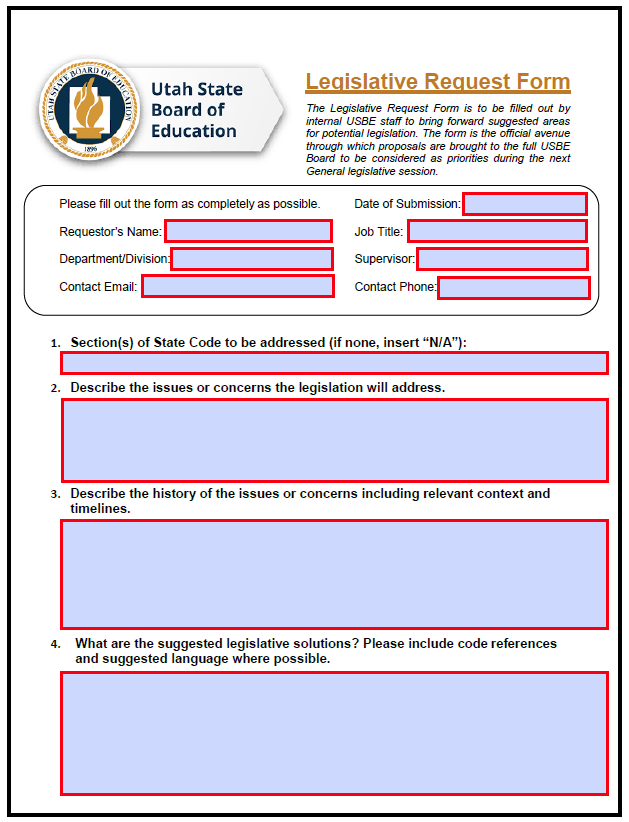 UTAH STATE BOARD OF EDUCATION
1896
Utah State
Board of
Education
Legislative Request Form
The Legislative Request Form is to be filled out by
internal USBE staff to bring forward suggested areas
for potential legislation. The form is the official avenue
through which proposals are brought to the full USBE
Board to be considered as priorities during the next
General legislative session.
Please fill out the form as completely as possible.
Date of Submission:
Requestor's Name:
Job Title:
Department/Division:
Supervisor:
Contact Email:
Contact Phone:
1. Section(s) of State Code to be addressed (if none, insert “N/A”):
2. Describe the issues or concerns the legislation will address.
3. Describe the history of the issues or concerns including relevant context and
timelines.
4. What are the suggested legislative solutions? Please include code references
and suggested language where possible.